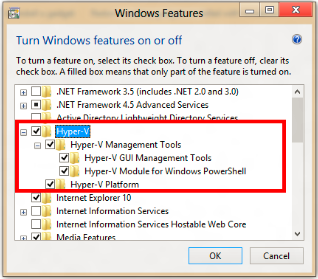 Windows Features
Turn Windows features on or off
To turn a feature on, select its check box. To turn a feature off, clear its
check box. A filled box means that only part of the feature is turned on.
.NET Framework 3.5 (includes .NET 2.0 and 3.0)
.NET Framework 4.5 Advanced Services
Active Directory Lightweight Directory Services
Hyper-V
Hyper-V Management Tools
Hyper-V GUI Management Tools
Hyper-V Module for Windows PowerShell
Hyper-V Platform
Internet Explorer 10
Internet Information Services
Internet Information Services Hostable Web Core
Media Features
OK Cancel